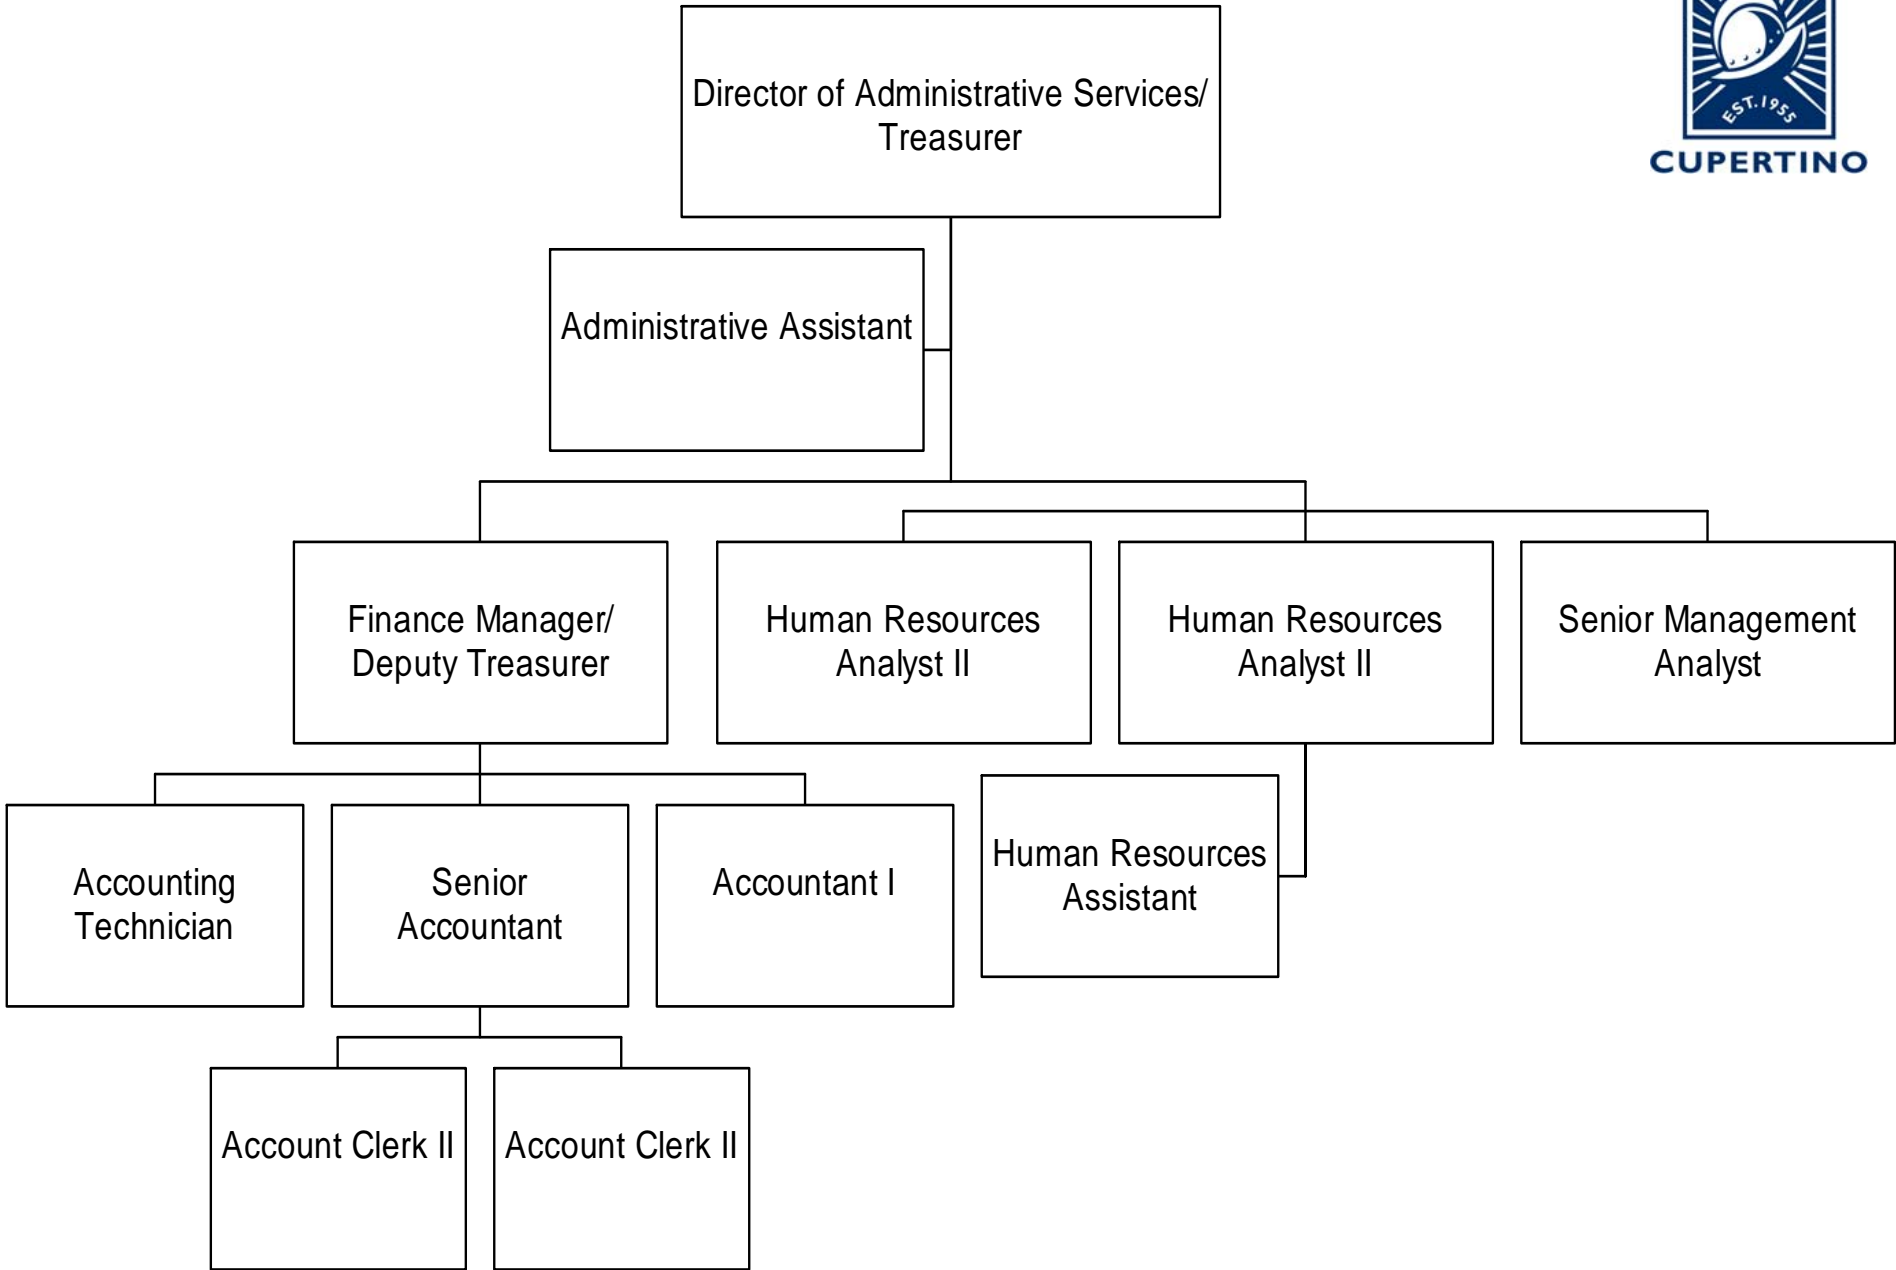 Director of Administrative Services/
Treasurer
EST. 1955
CUPERTINO
Administrative Assistant
Finance Manager/
Deputy Treasurer
Human Resources
Analyst II
Human Resources
Analyst II
Senior Management
Analyst
Accounting
Technician
Senior
Accountant
Accountant I
Human Resources
Assistant
Account Clerk II
Account Clerk II